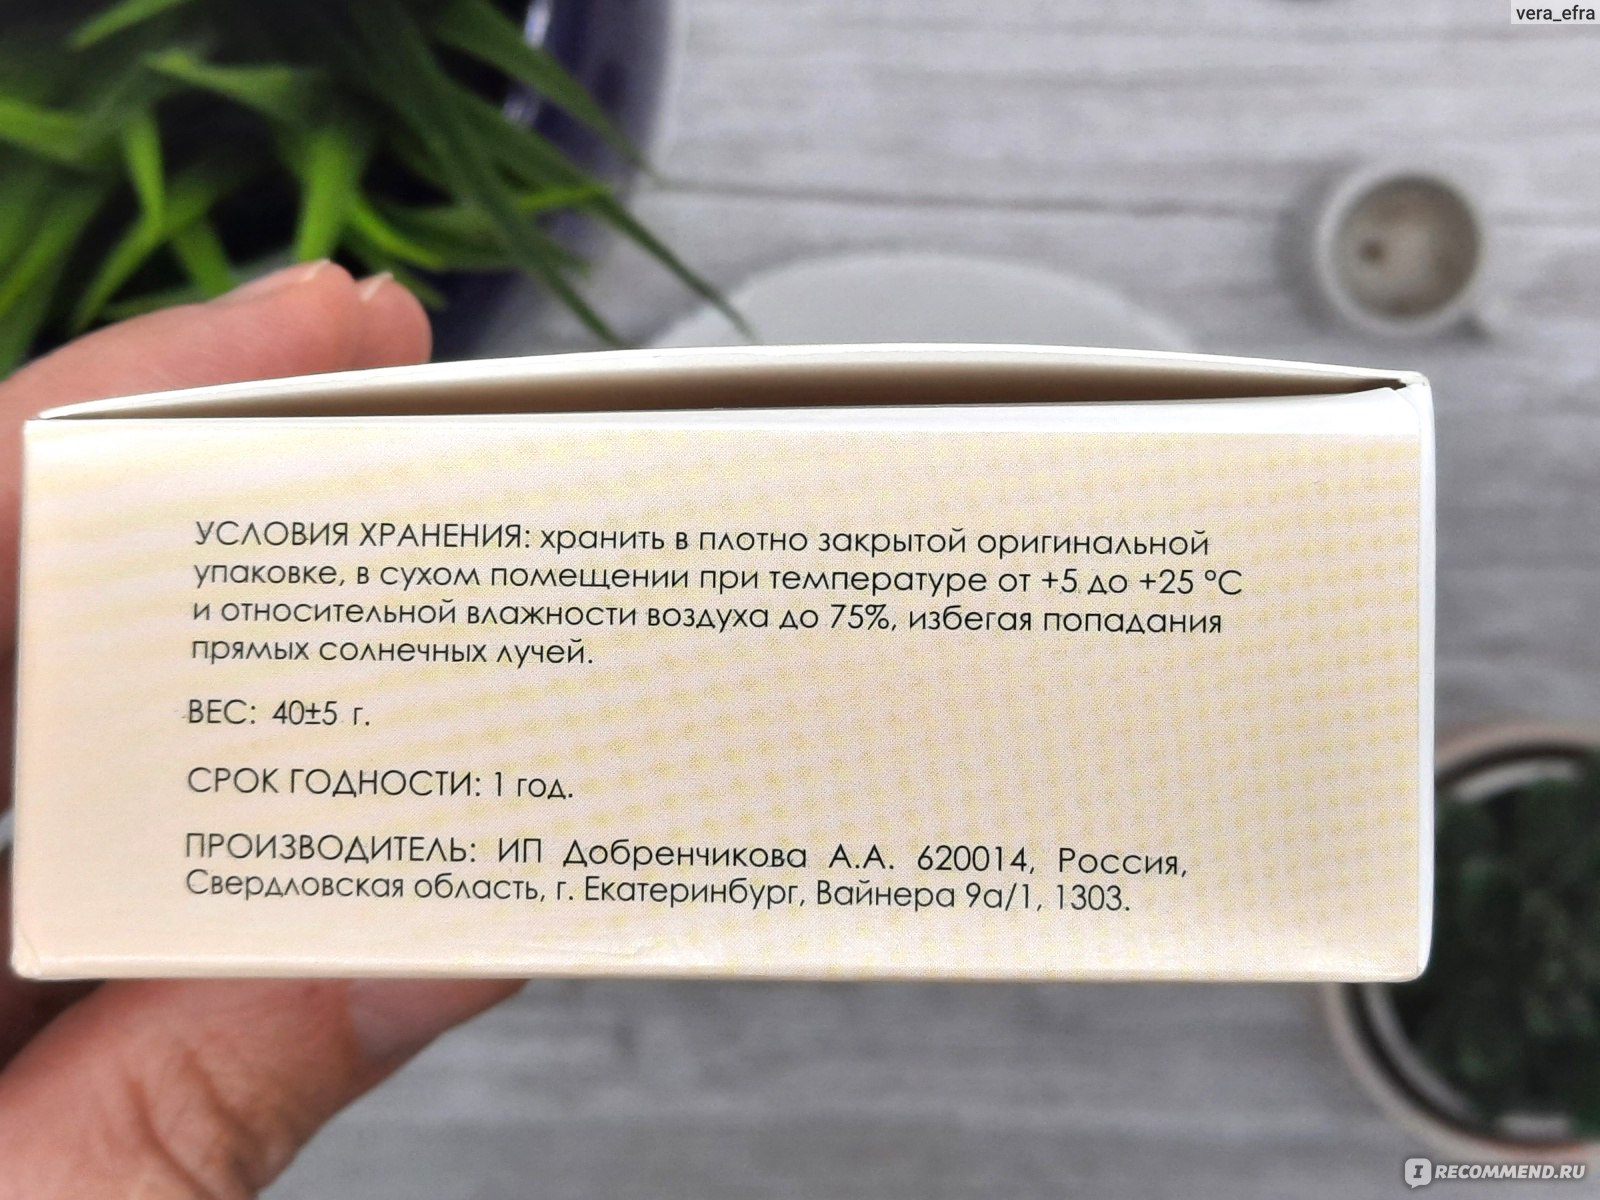 vera_efra
УСЛОВИЯ ХРАНЕНИЯ: хранить в плотно закрытой оригинальной
упаковке, в сухом помещении при температуре от +5 до +25 °С
и относительной влажности воздуха до 75%, избегая попадания
прямых солнечных лучей.
ВЕС: 40±5 г.
СРОК ГОДНОСТИ: 1 год.
ПРОИЗВОДИТЕЛЬ: ИП Добренчикова А.А. 620014, Россия,
Свердловская область, г. Екатеринбург, Вайнера 9а/1, 1303.
IRECOMMEND.RU